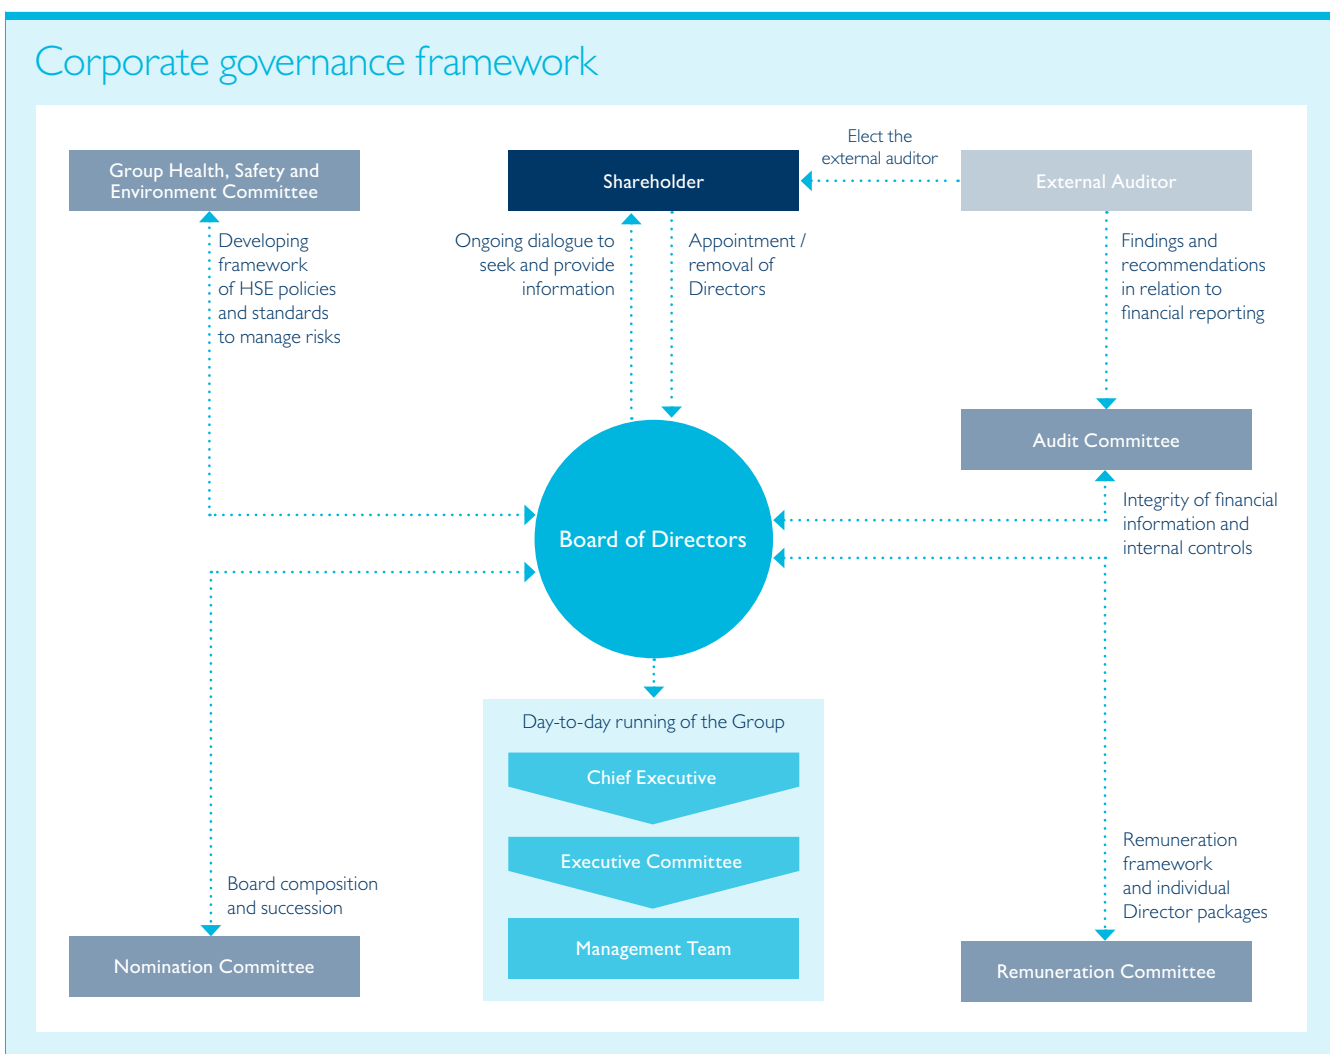 Corporate governance framework
Group Health, Safety and
Environment Committee
Shareholder
Elect the
external auditor
External Auditor
Developing
framework
of HSE policies
and standards
to manage risks
Ongoing dialogue to
seek and provide
information
Appointment /
removal of
Directors
Findings and
recommendations
in relation to
financial reporting
Audit Committee
Integrity of financial
information and
internal controls
Board of Directors
Day-to-day running of the Group
Chief Executive
Executive Committee
Management Team
Board composition
and succession
Nomination Committee
Remuneration
framework
and individual
Director packages
Remuneration Committee